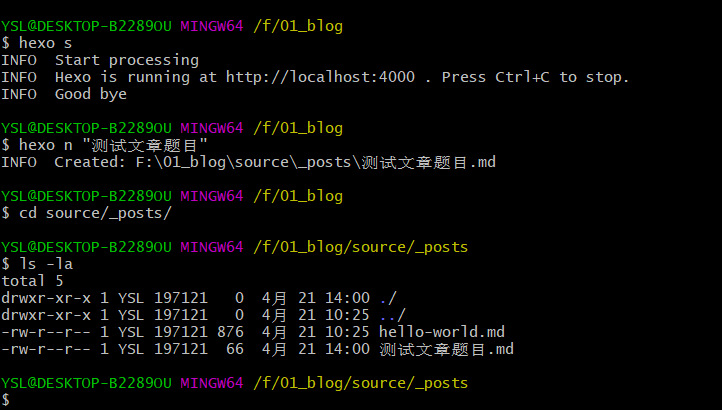 YSL@DESKTOP-B2289OU MINGW64 /f/01_blog
$ hexo s
INFO  Start processing
INFO  Hexo is running at http://localhost:4000 . Press Ctrl+C to stop.
INFO  Good bye
YSL@DESKTOP-B2289OU MINGW64 /f/01_blog
$ hexo n "测试文章题目"
INFO  Created: F:\01_blog\source\_posts\测试文章题目.md
YSL@DESKTOP-B2289OU MINGW64 /f/01_blog
$ cd source/_posts/
YSL@DESKTOP-B2289OU MINGW64 /f/01_blog/source/_posts
$ ls -la
total 5
drwxr-xr-x 1 YSL 197121   0  4月 21 14:00 ./
drwxr-xr-x 1 YSL 197121   0  4月 21 10:25 ../
-rw-r--r-- 1 YSL 197121 876  4月 21 10:25 hello-world.md
-rw-r--r-- 1 YSL 197121  66  4月 21 14:00 测试文章题目.md
YSL@DESKTOP-B2289OU MINGW64 /f/01_blog/source/_posts
$